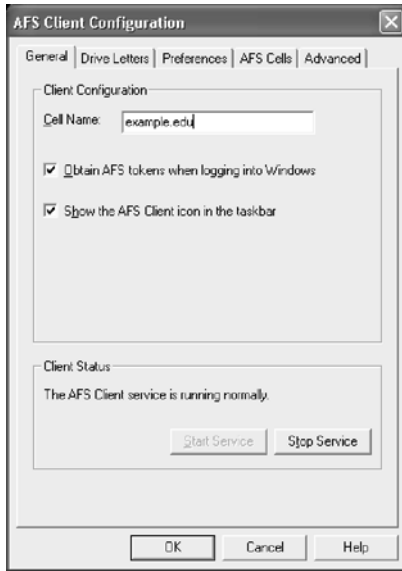 AFS Client Configuration
General Drive Letters Preferences AFS Cells Advanced
Client Configuration
Cell Name: example.edu
Obtain AFS tokens when logging into Windows
Show the AFS Client icon in the taskbar
Client Status
The AFS Client service is running normally.
Start Service Stop Service
OK Cancel Help